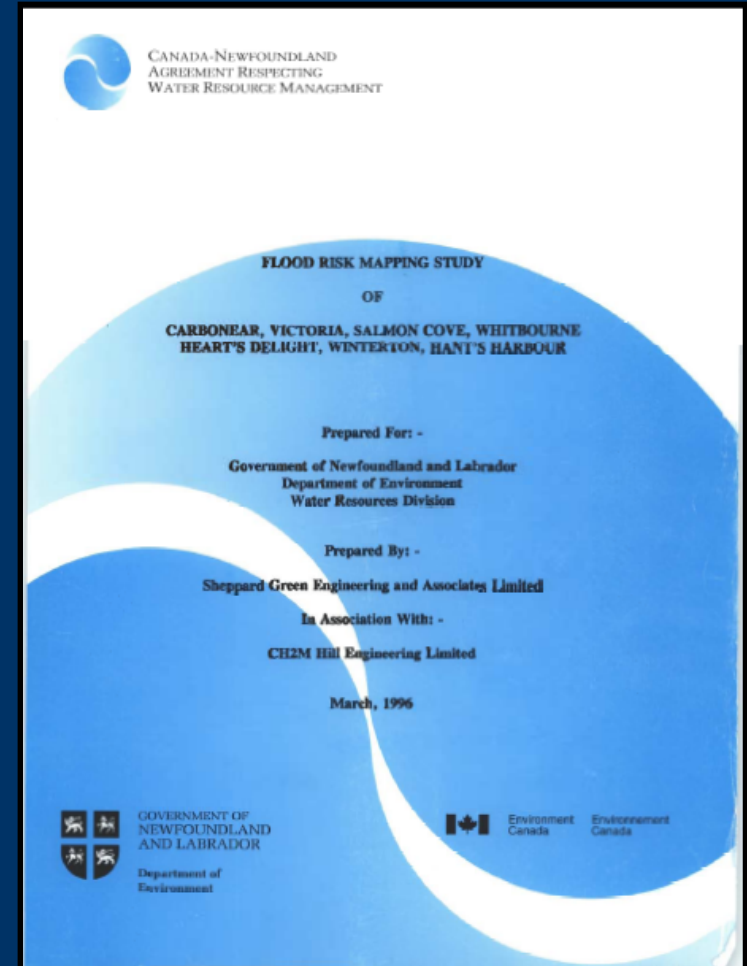 CANADA-NEWFOUNDLAND
AGREEMENT RESPECTING
WATER RESOURCE MANAGEMENT
FLOOD RISK MAPPING STUDY
OF
CARBONEAR, VICTORIA, SALMON COVE, WHITBOURNE
HEART'S DELIGHT, WINTERTON, HANT'S HARBOUR
Prepared For: -
Government of Newfoundland and Labrador
Department of Environment
Water Resources Division
Prepared By: -
Sheppard Green Engineering and Associates Limited
In Association With: -
CH2M Hill Engineering Limited
March, 1996
GOVERNMENT OF
NEWFOUNDLAND
AND LABRADOR
Department of
Environment
Environment
Canada
Environnement
Canada